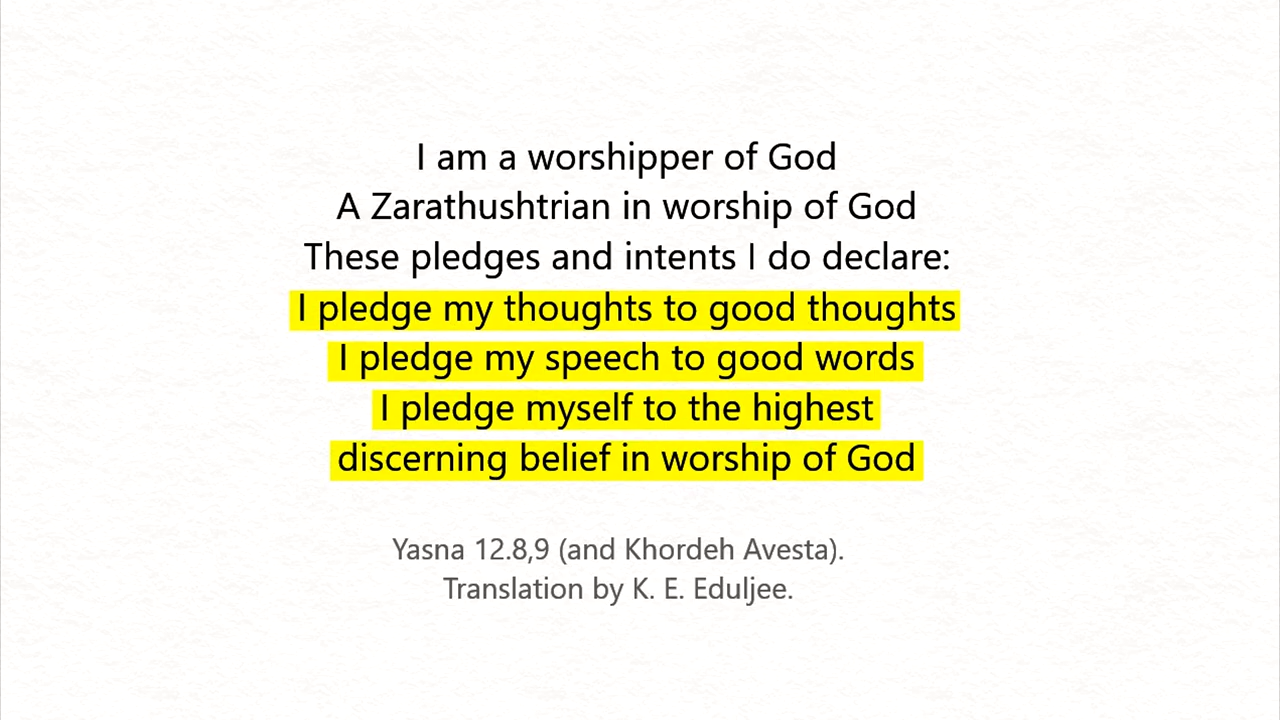 I am a worshipper of God
A Zarathushtrian in worship of God
These pledges and intents I do declare:
I pledge my thoughts to good thoughts
I pledge my speech to good words
I pledge myself to the highest
discerning belief in worship of God
Yasna 12.8,9 (and Khordeh Avesta).
Translation by K. E. Eduljee.